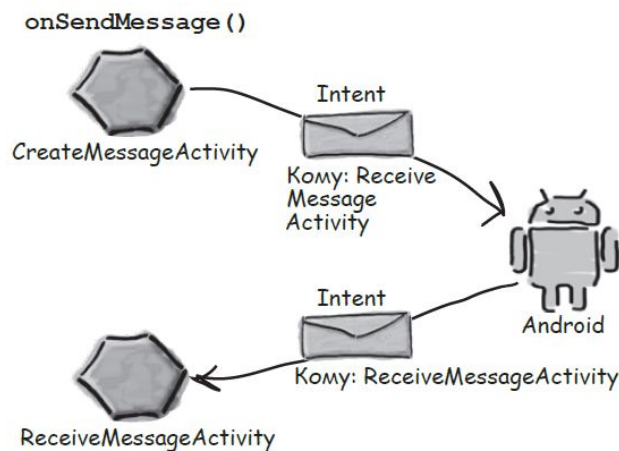 onSendMessage()
CreateMessageActivity
Intent
Кому: Receive
Message
Activity
Android
Intent
Кому: ReceiveMessageActivity
ReceiveMessageActivity